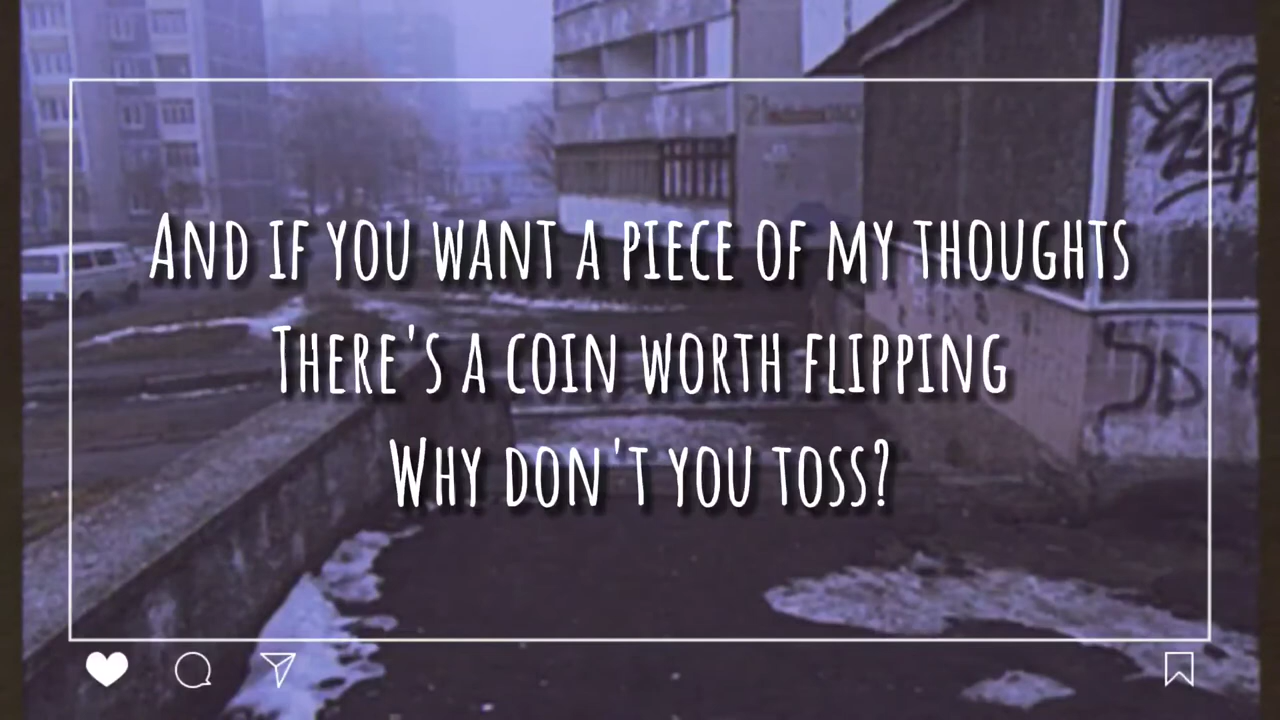 And if you want a piece of my thoughts
There's a coin worth flipping
Why don't you toss?